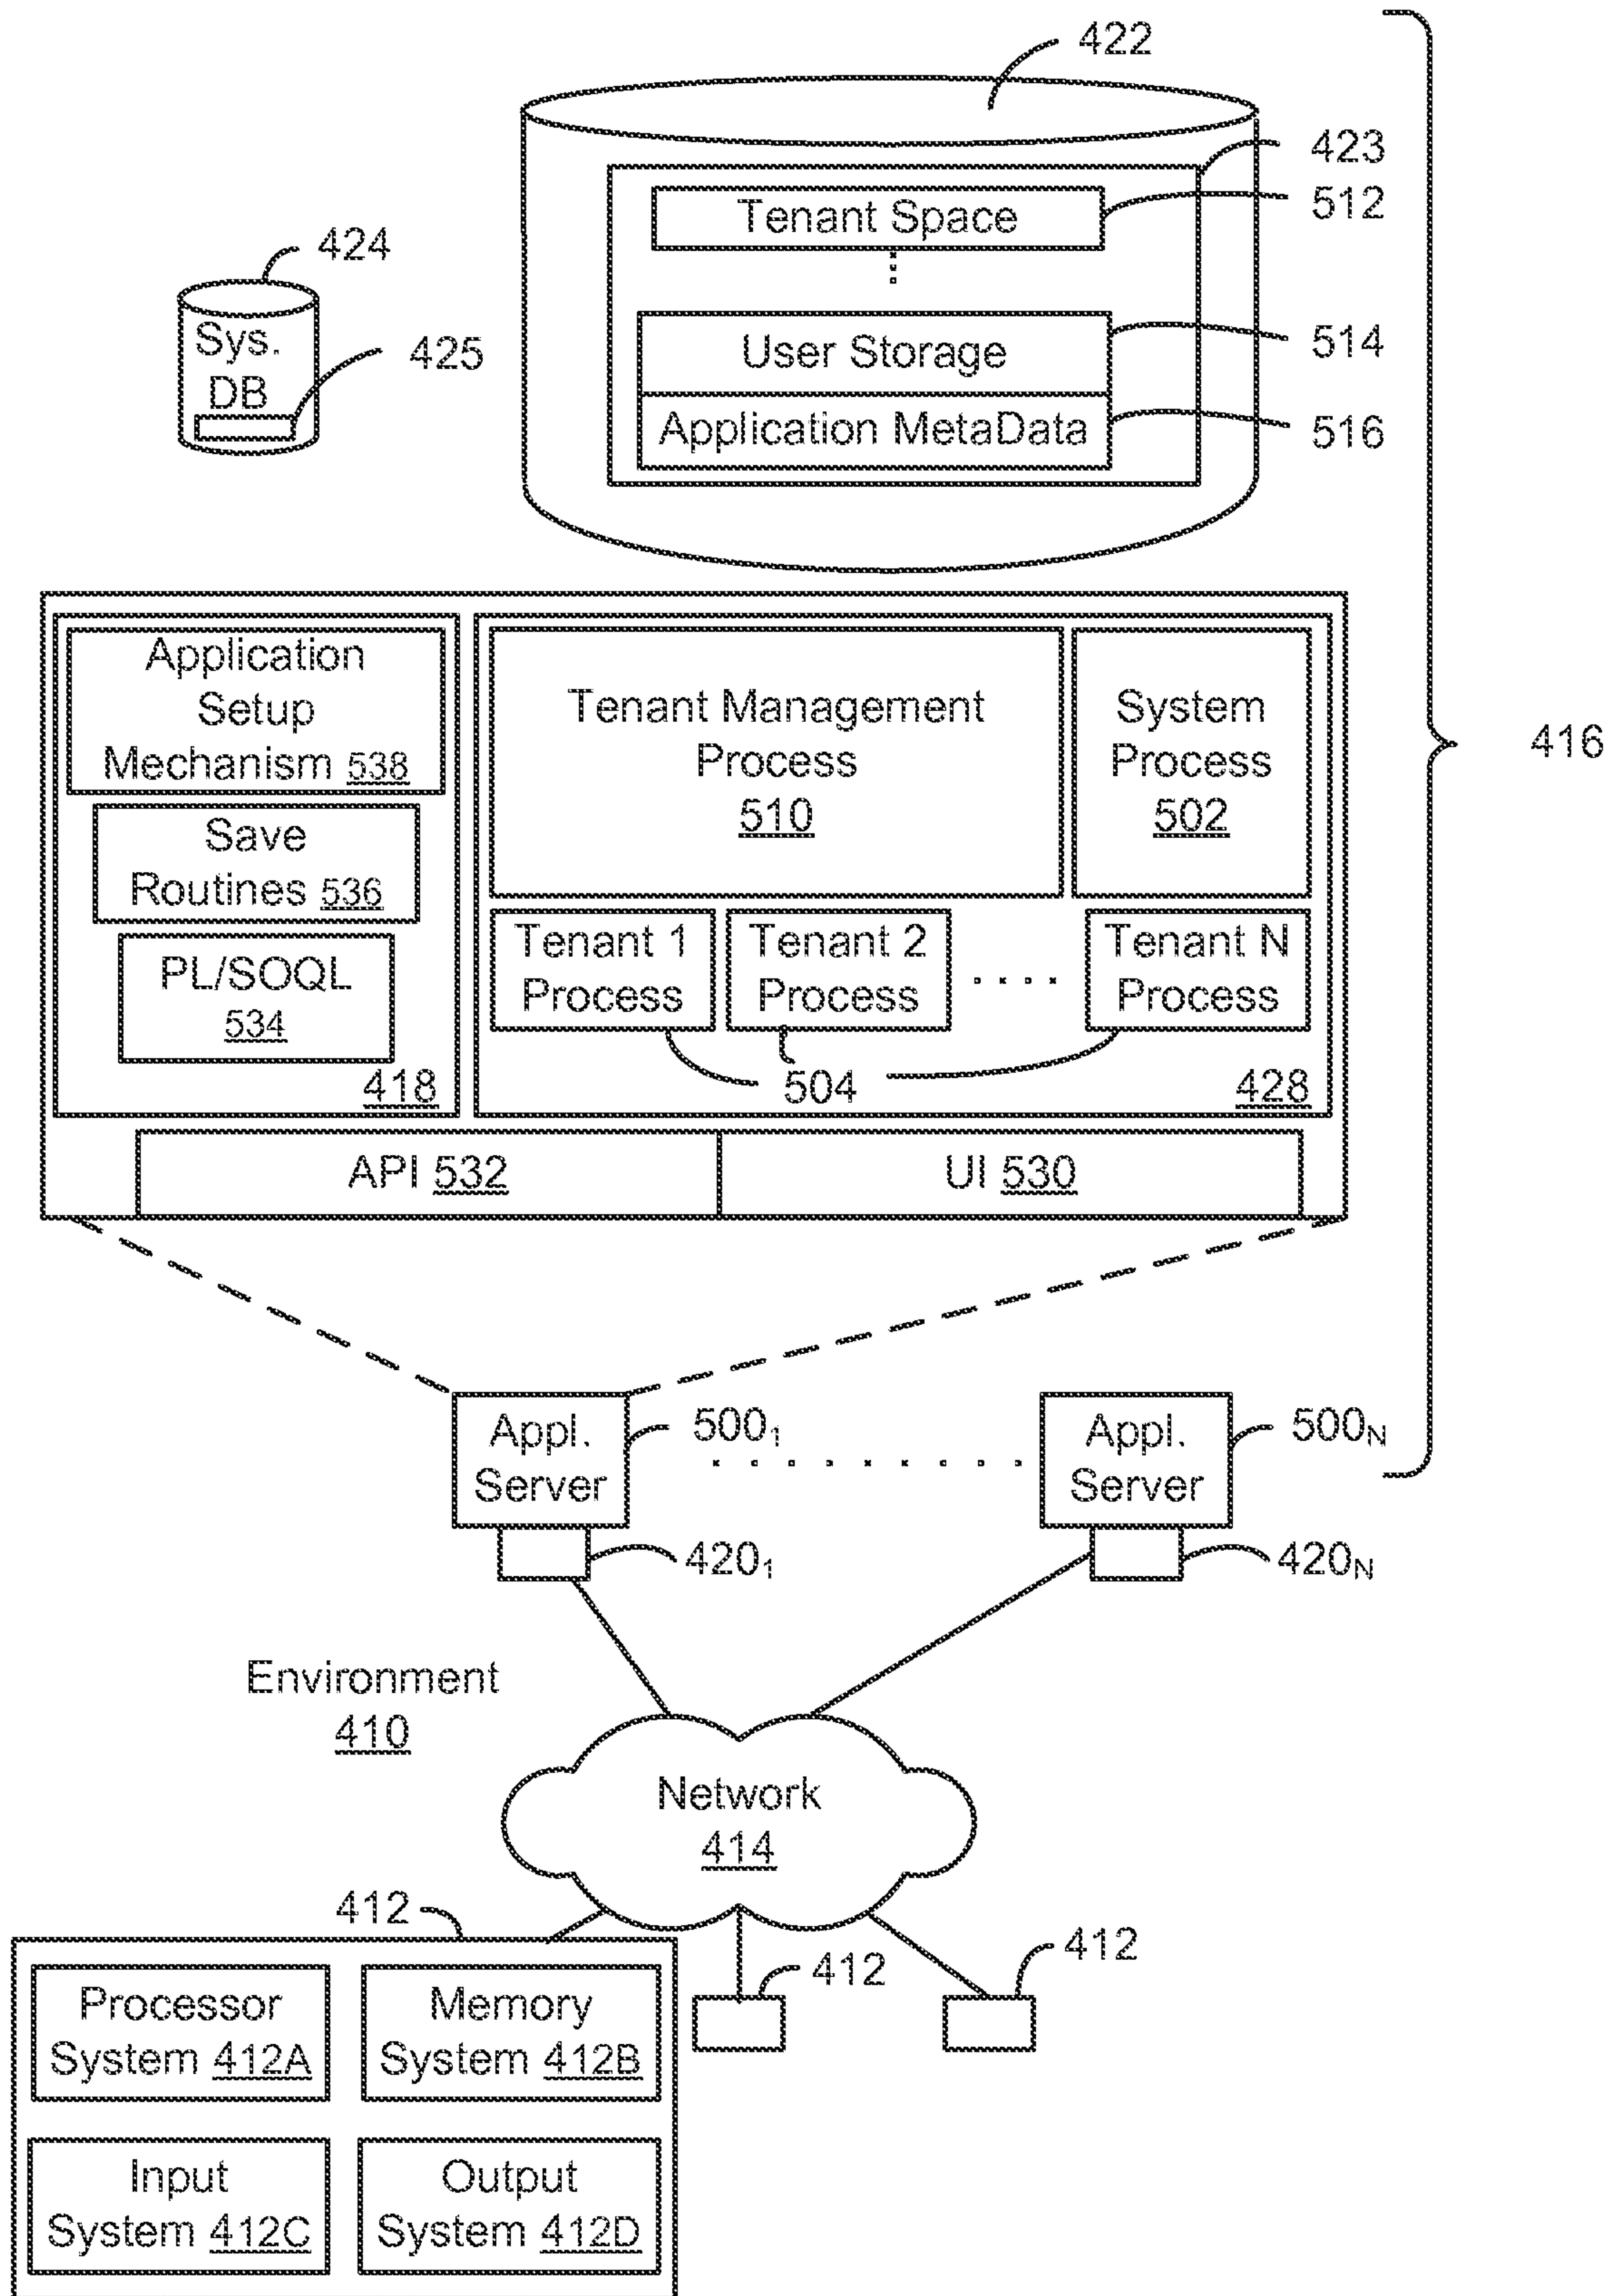 422
423
Tenant Space
512
424
Sys.
DB
425
User Storage
514
Application MetaData
516
Application
Setup
Mechanism 538
Tenant Management
Process
510
System
Process
502
416
Save
Routines 536
Tenant 1
Process
Tenant 2
Process
Tenant N
Process
PL/SOQL
534
504
418
428
API 532
UI 530
Appl.
Server
500₁
Appl.
Server
500N
420₁
420N
Environment
410
Network
414
412
412
412
Processor
System 412A
Memory
System 412B
Input
System 412C
Output
System 412D